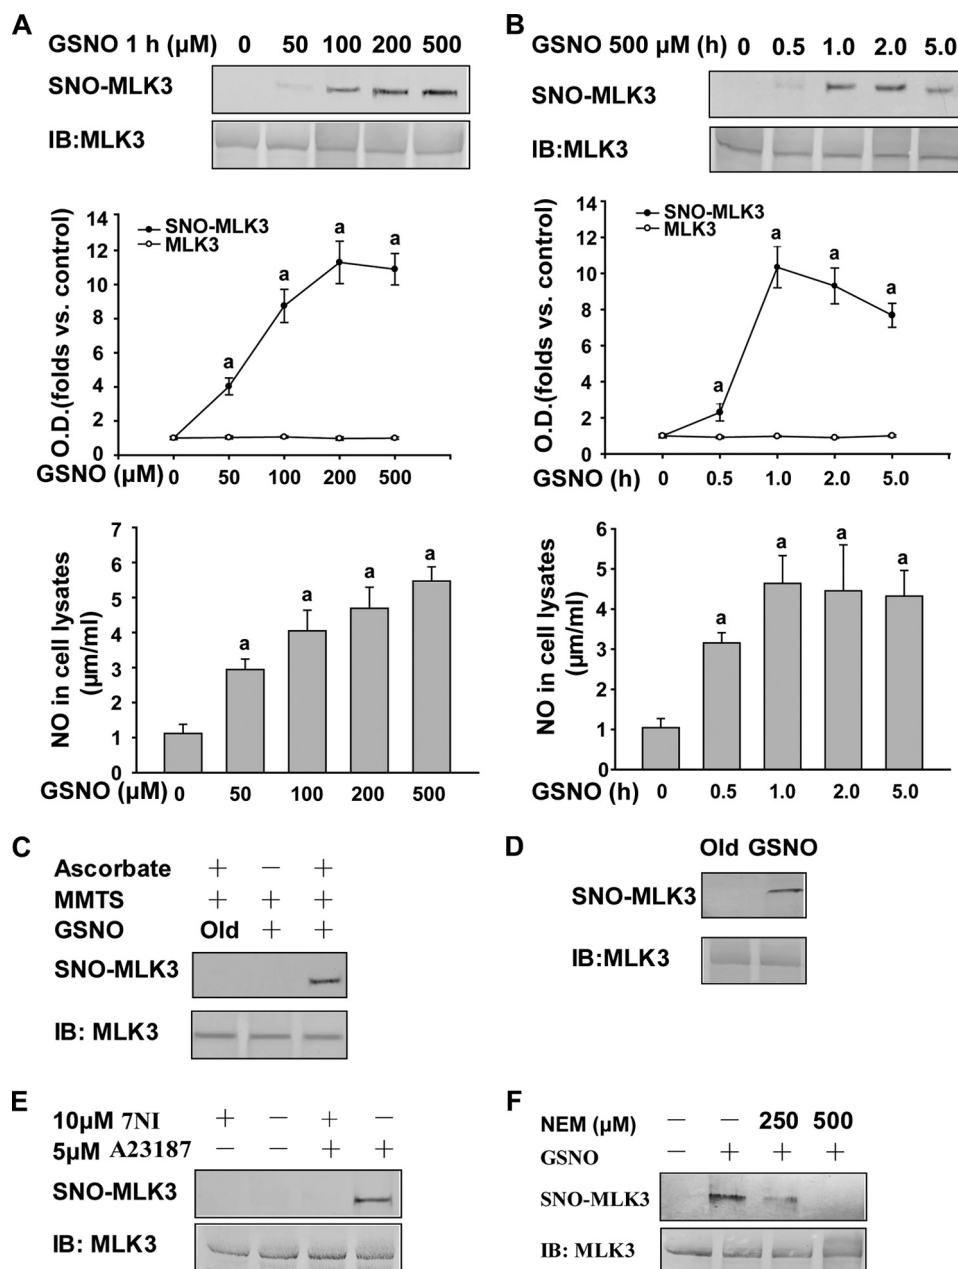 A
GSNO 1 h (µM) 0 50 100 200 500
SNO-MLK3
IB:MLK3
O.D.(folds vs. control)
14
12
10
8
6
4
2
0
SNO-MLK3
MLK3
a
a
a
a
GSNO (µM) 0 50 100 200 500
NO in cell lysates
(µm/ml)
7
6
5
4
3
2
1
0
a
a
a
a
GSNO (µM) 0 50 100 200 500
B
GSNO 500 µM (h) 0 0.5 1.0 2.0 5.0
SNO-MLK3
IB:MLK3
O.D.(folds vs. control)
14
12
10
8
6
4
2
0
SNO-MLK3
MLK3
a
a
a
a
GSNO (h) 0 0.5 1.0 2.0 5.0
NO in cell lysates
(µm/ml)
6
5
4
3
2
1
0
a
a
a
a
GSNO (h) 0 0.5 1.0 2.0 5.0
C
Ascorbate + − +
MMTS + + +
GSNO Old + +
SNO-MLK3
IB: MLK3
D
Old GSNO
SNO-MLK3
IB:MLK3
E
10µM 7NI + − + −
5µM A23187 − − + +
SNO-MLK3
IB: MLK3
F
NEM (µM) − − 250 500
GSNO − + + +
SNO-MLK3
IB: MLK3